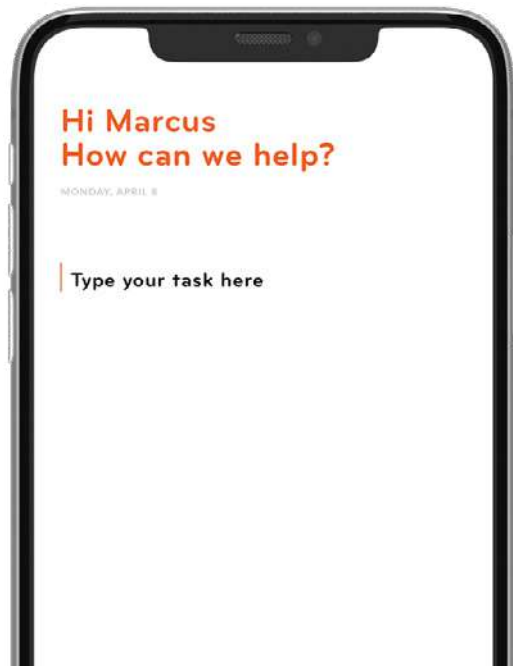 Hi Marcus
How can we help?
MONDAY, APRIL 8
Type your task here